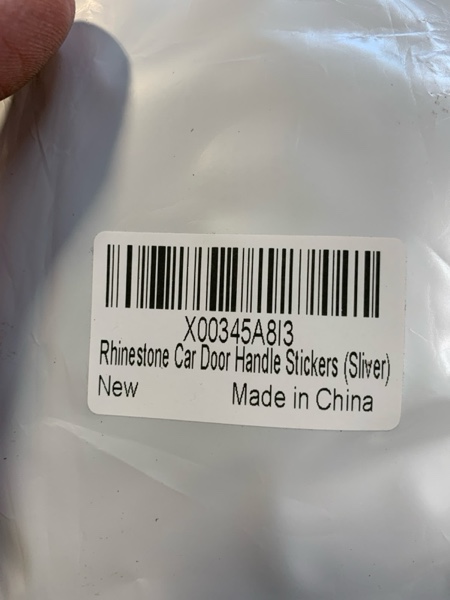 X00345A8I3
Rhinestone Car Door Handle Stickers (Sliver)
New Made in China